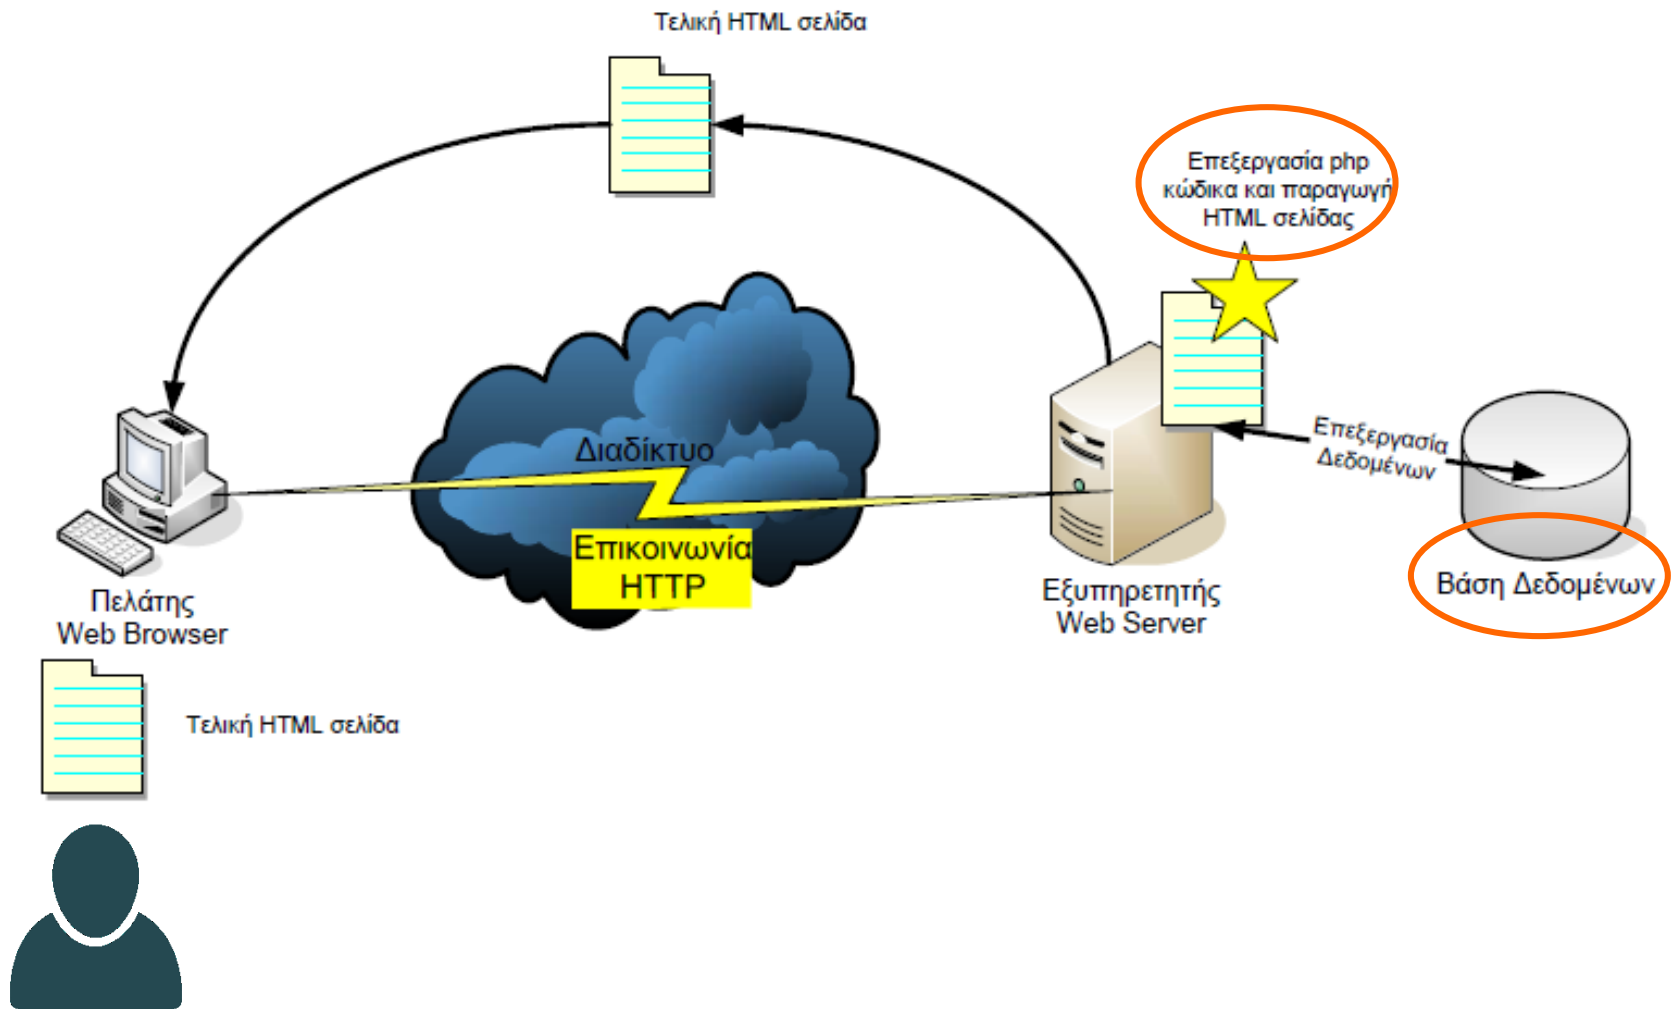 Τελική HTML σελίδα
Επεξεργασία php
κώδικα και παραγωγή
HTML σελίδας
Διαδίκτυο
Επεξεργασία
Δεδομένων
Επικοινωνία
HTTP
Πελάτης
Web Browser
Εξυπηρετητής
Web Server
Βάση Δεδομένων
Τελική HTML σελίδα